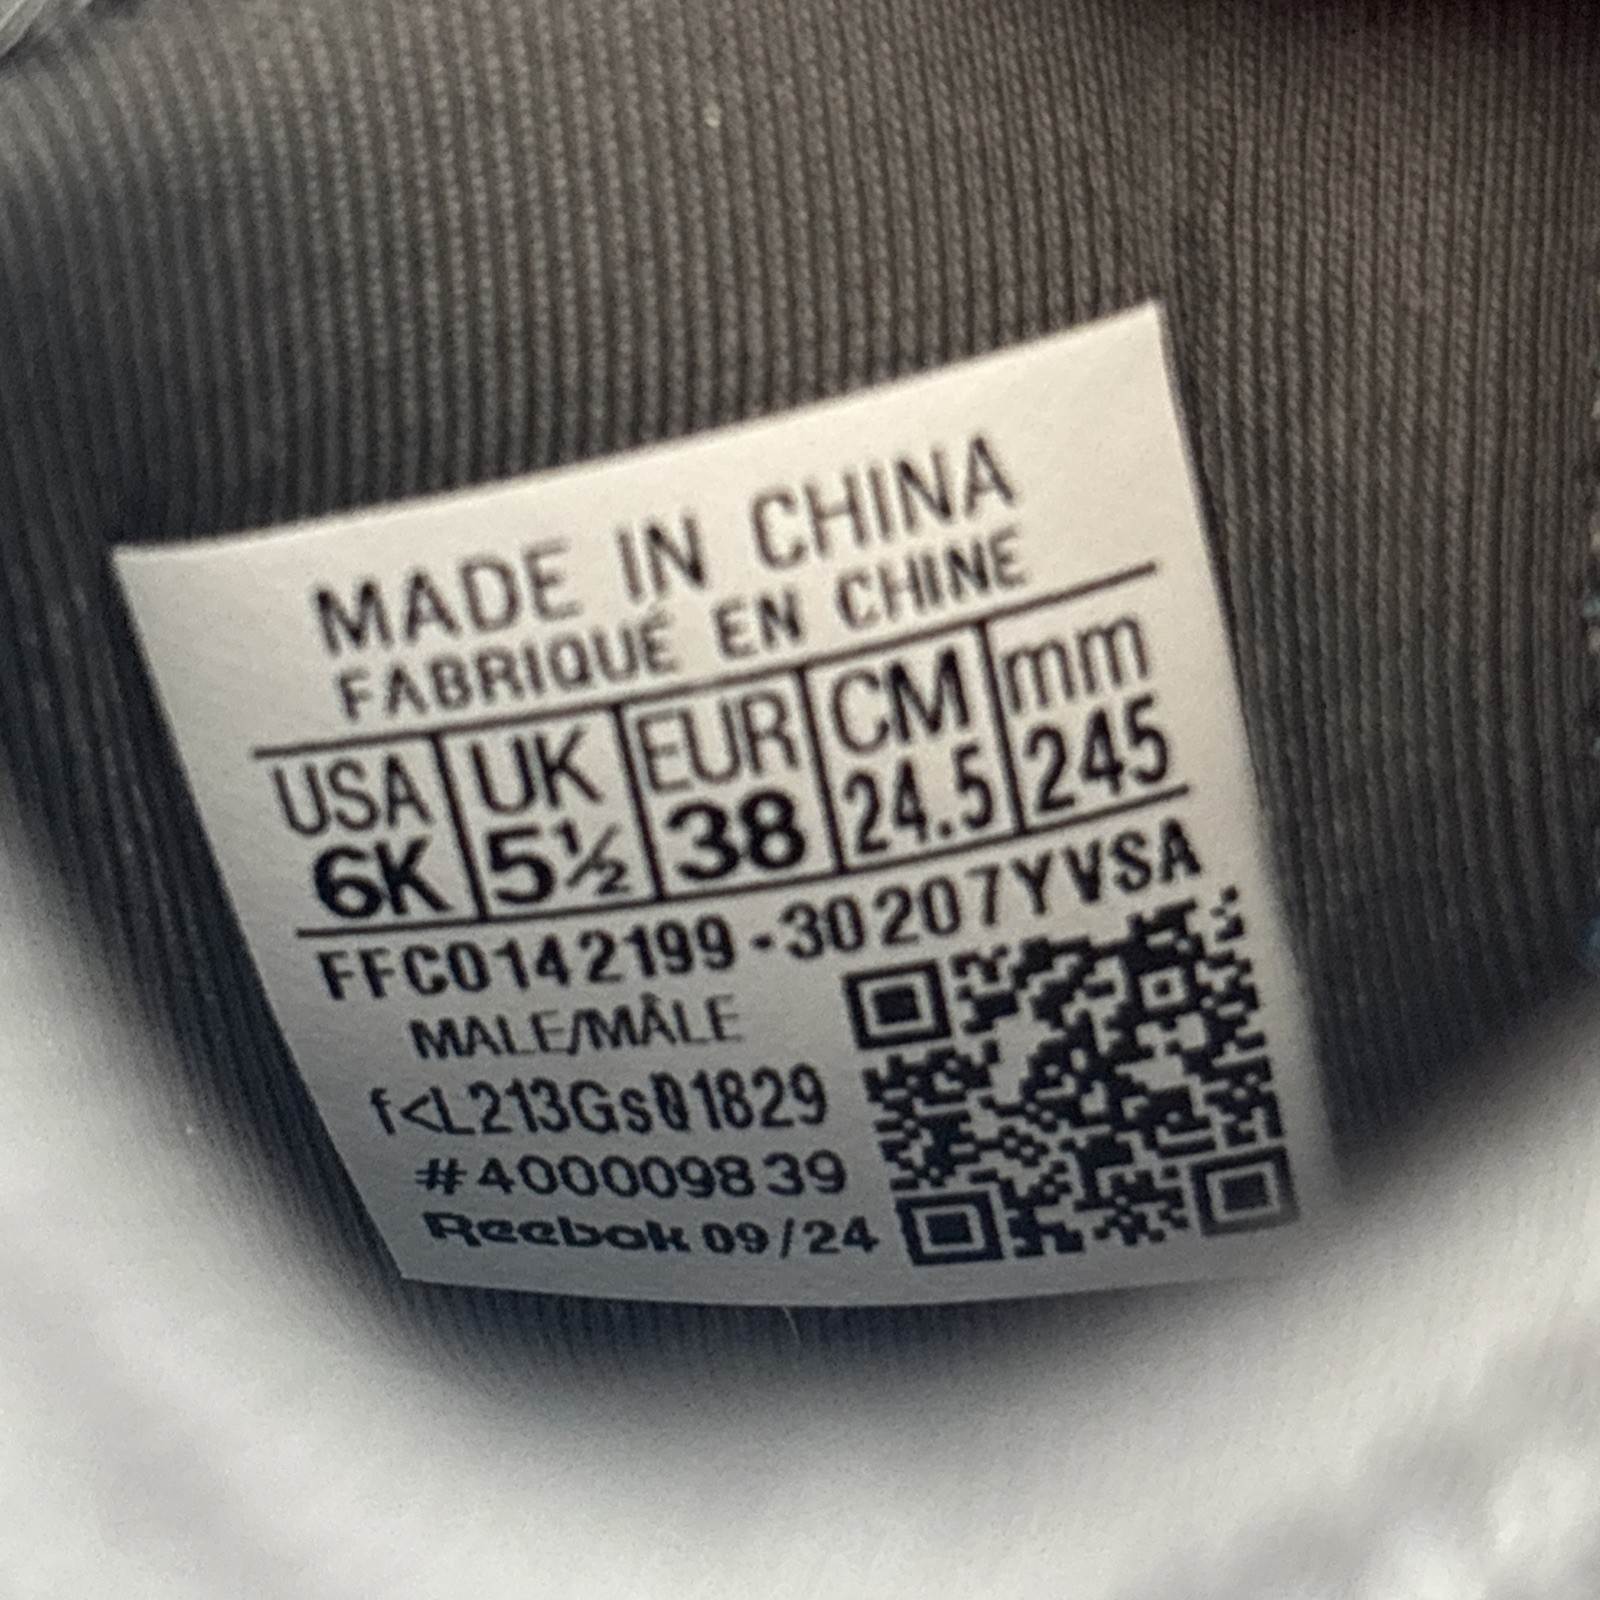 MADE IN CHINA
FABRIQUÉ EN CHINE
USA UK EUR CM mm
6K 5½ 38 24.5 245
FFC0142199-30207YVSA
MALE/MÂLE
f<L213Gs01829
#400009839
Reebok 09/24